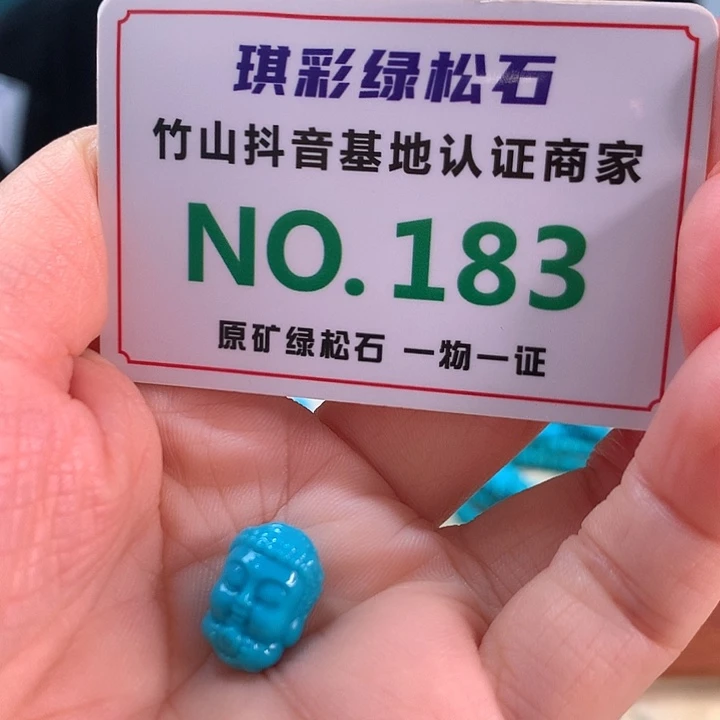 琪彩绿松石
竹山抖音基地认证商家
NO.183
原矿绿松石 一物一证